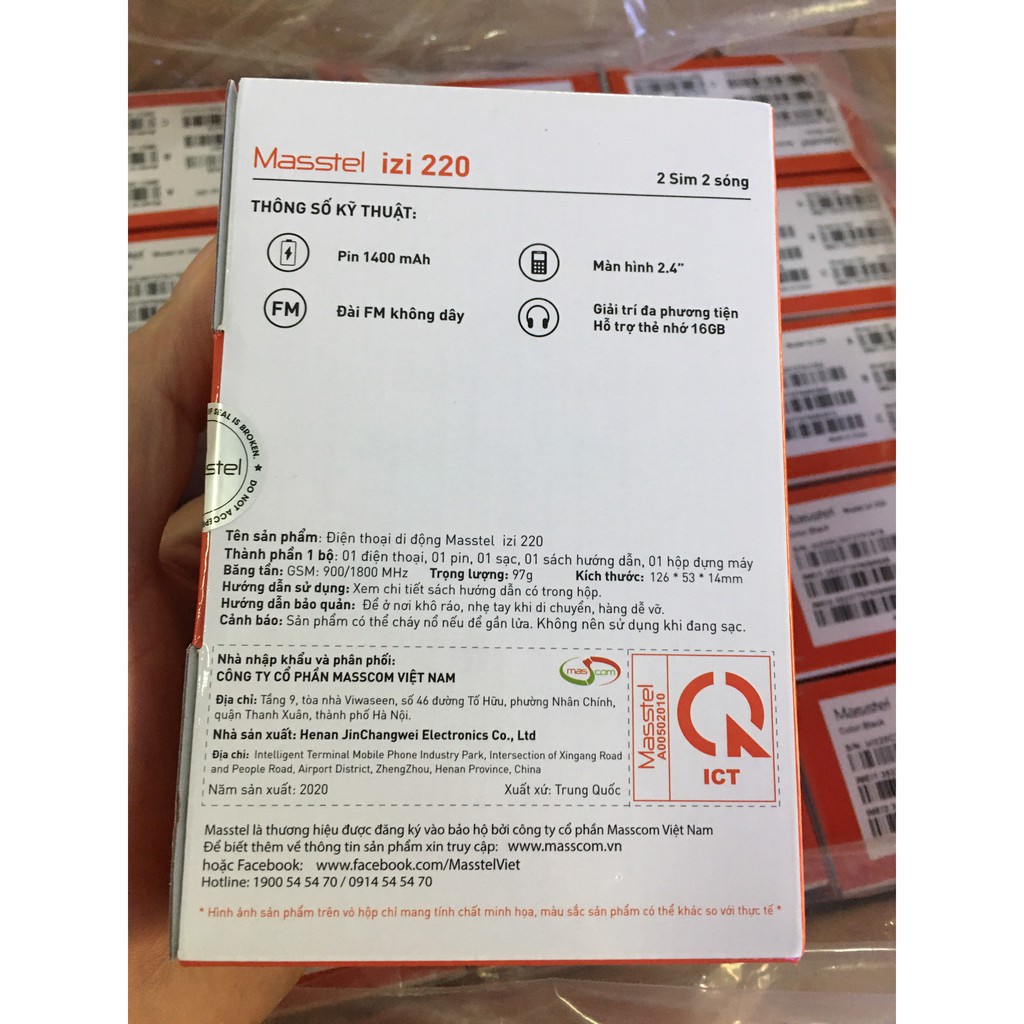 Masstel izi 220
2 Sim 2 sóng
THÔNG SỐ KỸ THUẬT:
Pin 1400 mAh
Màn hình 2.4"
FM
Đài FM không dây
Giải trí đa phương tiện
Hỗ trợ thẻ nhớ 16GB
SEAL IS BROKEN.
stel
DO NOT ACCEP
Tên sản phẩm: Điện thoại di động Masstel izi 220
Thành phần 1 bộ: 01 điện thoại, 01 pin, 01 sạc, 01 sách hướng dẫn, 01 hộp đựng máy
Băng tần: GSM: 900/1800 MHz Trọng lượng: 97g Kích thước: 126 * 53 * 14mm
Hướng dẫn sử dụng: Xem chi tiết sách hướng dẫn có trong hộp.
Hướng dẫn bảo quản: Để ở nơi khô ráo, nhẹ tay khi di chuyển, hàng dễ vỡ.
Cảnh báo: Sản phẩm có thể cháy nổ nếu để gần lửa. Không nên sử dụng khi đang sạc.
Nhà nhập khẩu và phân phối:
CÔNG TY CỔ PHẦN MASSCOM VIỆT NAM
mascom
Địa chỉ: Tầng 9, tòa nhà Viwaseen, số 46 đường Tố Hữu, phường Nhân Chính,
quận Thanh Xuân, thành phố Hà Nội.
Nhà sản xuất: Henan JinChangwei Electronics Co., Ltd
Địa chỉ: Intelligent Terminal Mobile Phone Industry Park, Intersection of Xingang Road
and People Road, Airport District, ZhengZhou, Henan Province, China
Năm sản xuất: 2020 Xuất xứ: Trung Quốc
Masstel
A00502010
ICT
Masstel là thương hiệu được đăng ký vào bảo hộ bởi công ty cổ phần Masscom Việt Nam
Để biết thêm về thông tin sản phẩm xin truy cập: www.masscom.vn
hoặc Facebook: www.facebook.com/MasstelViet
Hotline: 1900 54 54 70 / 0914 54 54 70
* Hình ảnh sản phẩm trên vỏ hộp chỉ mang tính chất minh họa, màu sắc sản phẩm có thể khác so với thực tế *
Masstel
Color:Black